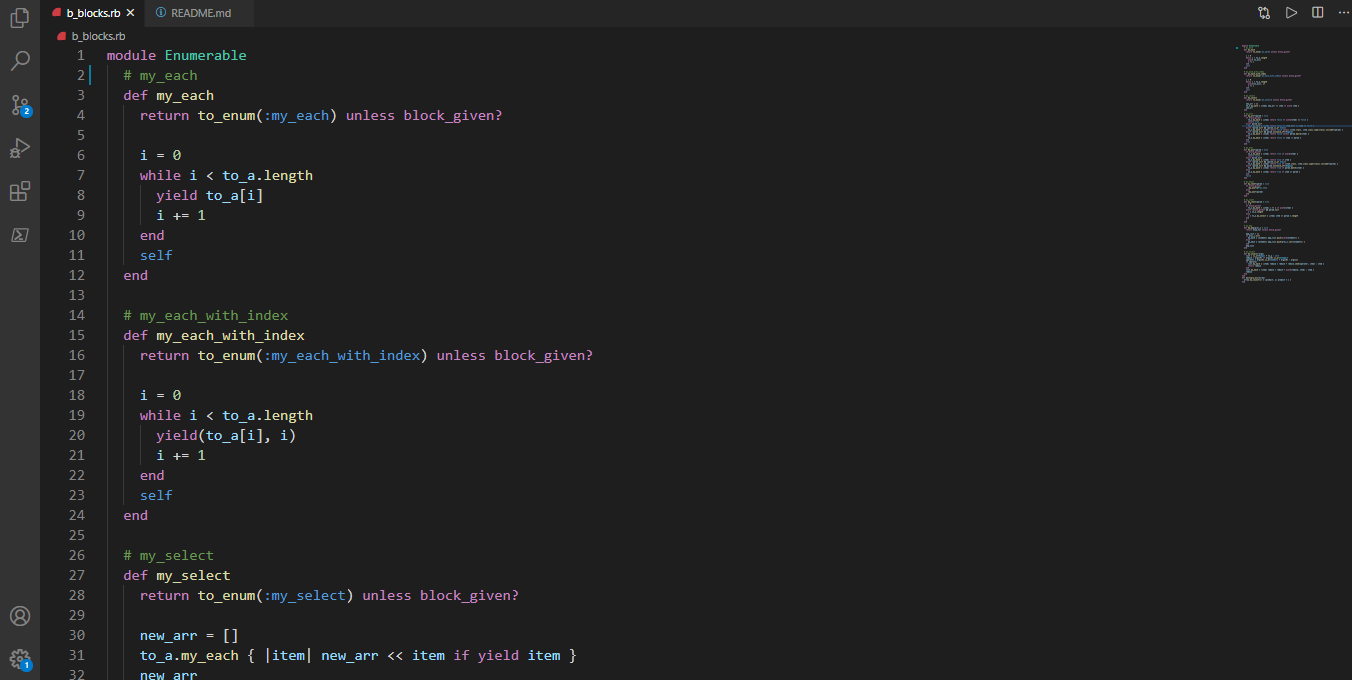 b_blocks.rb
README.md
b_blocks.rb
1 module Enumerable
2   # my_each
3   def my_each
4     return to_enum(:my_each) unless block_given?
5
6     i = 0
7     while i < to_a.length
8       yield to_a[i]
9       i += 1
10     end
11     self
12   end
13
14   # my_each_with_index
15   def my_each_with_index
16     return to_enum(:my_each_with_index) unless block_given?
17
18     i = 0
19     while i < to_a.length
20       yield(to_a[i], i)
21       i += 1
22     end
23     self
24   end
25
26   # my_select
27   def my_select
28     return to_enum(:my_select) unless block_given?
29
30     new_arr = []
31     to_a.my_each { |item| new_arr << item if yield item }
32     new_arr
2
1